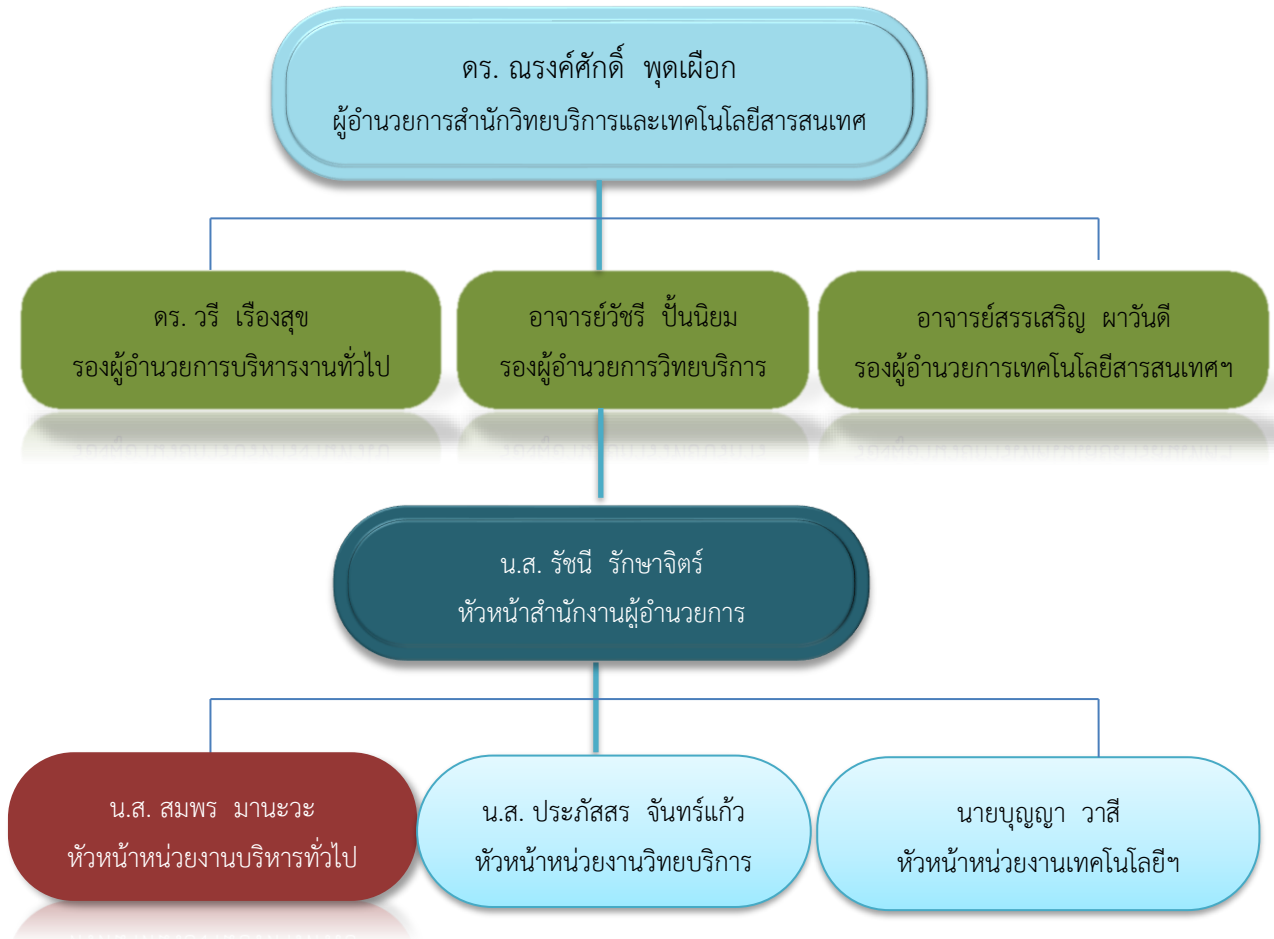 ดร. ณรงค์ศักดิ์ พุดเผือก
ผู้อำนวยการสำนักวิทยบริการและเทคโนโลยีสารสนเทศ
ดร. วรี เรืองสุข
รองผู้อำนวยการบริหารงานทั่วไป
อาจารย์วัชรี ปั้นนิยม
รองผู้อำนวยการวิทยบริการ
อาจารย์สรรเสริญ ผาวันดี
รองผู้อำนวยการเทคโนโลยีสารสนเทศฯ
น.ส. รัชนี รักษาจิตร์
หัวหน้าสำนักงานผู้อำนวยการ
น.ส. สมพร มานะวะ
หัวหน้าหน่วยงานบริหารทั่วไป
น.ส. ประภัสสร จันทร์แก้ว
หัวหน้าหน่วยงานวิทยบริการ
นายบุญญา วาสี
หัวหน้าหน่วยงานเทคโนโลยีฯ